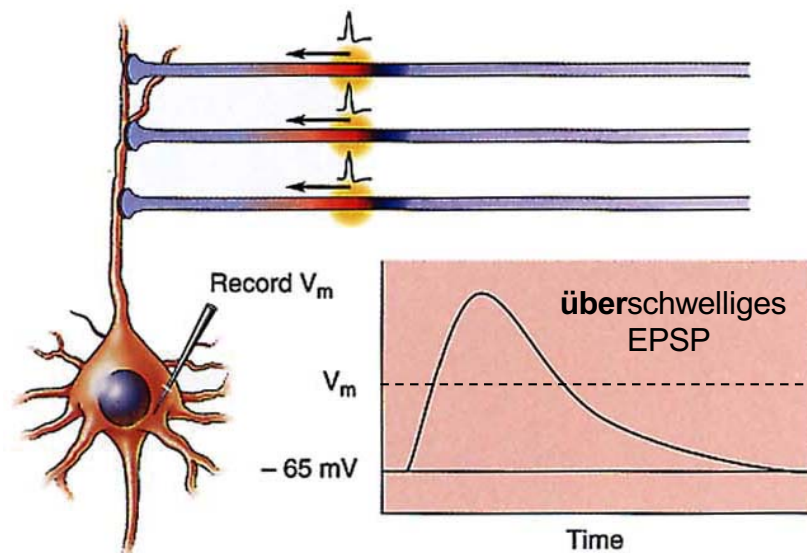 Record Vm
überschwelliges
EPSP
Vm
– 65 mV
Time